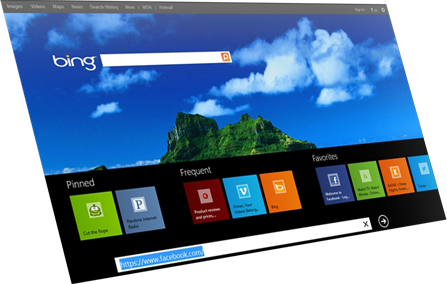 Images Videos Maps News Search History More | MSN | Hotmail
Sign in
bing
Pinned
Frequent
Favorites
Cut the Rope
Pandora Internet Radio
Product reviews and prices, ...
Vimeo, Your Videos Belong...
Bing
Welcome to Facebook - Log...
https://www.facebook.com/